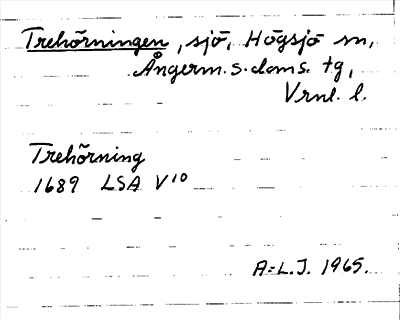 Trehörningen, sjö, Högsjö sn,
Ångerm. s. doms. tg,
Vrnl. l.
Trehörning
1689 LSA V10
A-L.J. 1965.